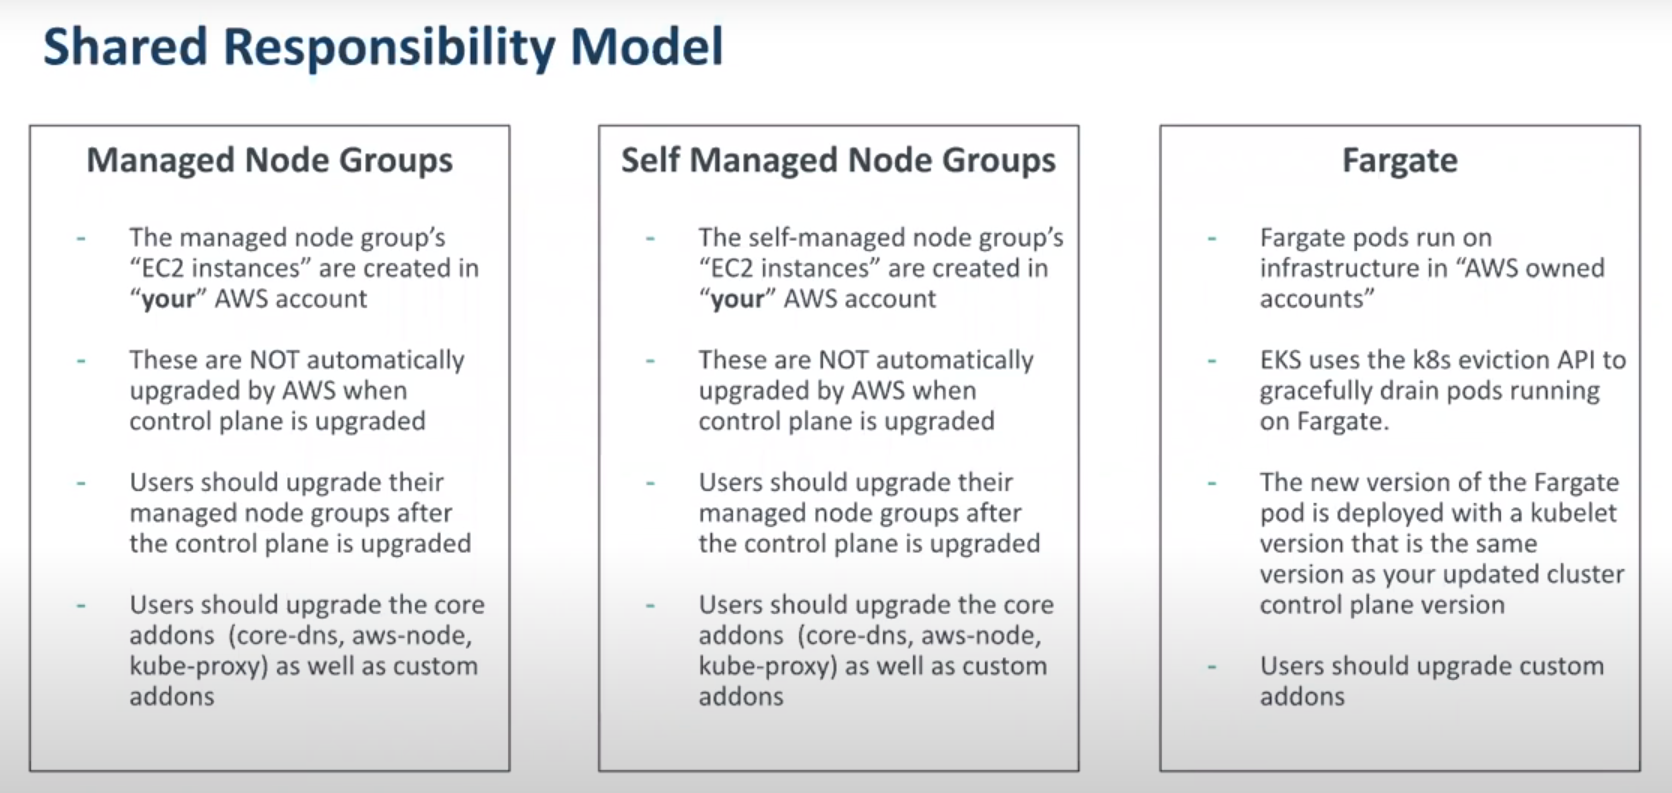 Shared Responsibility Model
Managed Node Groups
- The managed node group’s
“EC2 instances” are created in
“your” AWS account
- These are NOT automatically
upgraded by AWS when
control plane is upgraded
- Users should upgrade their
managed node groups after
the control plane is upgraded
- Users should upgrade the core
addons (core-dns, aws-node,
kube-proxy) as well as custom
addons
Self Managed Node Groups
- The self-managed node group’s
“EC2 instances” are created in
“your” AWS account
- These are NOT automatically
upgraded by AWS when
control plane is upgraded
- Users should upgrade their
managed node groups after
the control plane is upgraded
- Users should upgrade the core
addons (core-dns, aws-node,
kube-proxy) as well as custom
addons
Fargate
- Fargate pods run on
infrastructure in “AWS owned
accounts”
- EKS uses the k8s eviction API to
gracefully drain pods running
on Fargate.
- The new version of the Fargate
pod is deployed with a kubelet
version that is the same
version as your updated cluster
control plane version
- Users should upgrade custom
addons